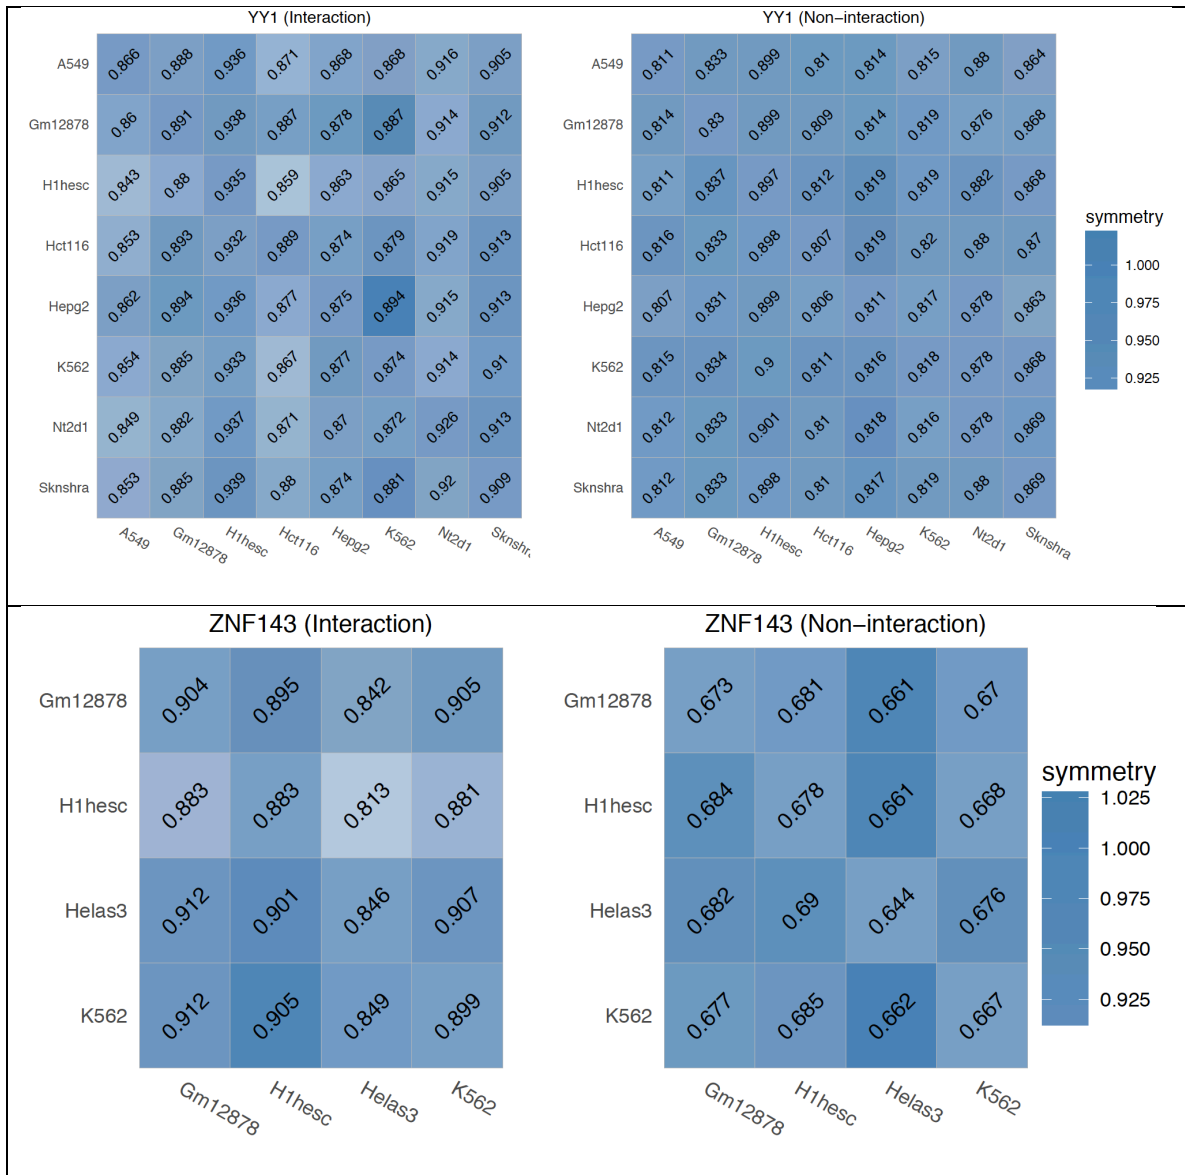 YY1 (Interaction)
A549 0.866 0.888 0.936 0.871 0.868 0.868 0.916 0.905
Gm12878 0.86 0.891 0.938 0.887 0.878 0.887 0.914 0.912
H1hesc 0.843 0.88 0.935 0.859 0.863 0.865 0.915 0.905
Hct116 0.853 0.893 0.932 0.889 0.874 0.879 0.919 0.913
Hepg2 0.862 0.894 0.936 0.877 0.875 0.894 0.915 0.913
K562 0.854 0.885 0.933 0.867 0.877 0.874 0.914 0.91
Nt2d1 0.849 0.882 0.937 0.871 0.87 0.872 0.926 0.913
Sknshra 0.853 0.885 0.939 0.88 0.874 0.881 0.92 0.909
A549 Gm12878 H1hesc Hct116 Hepg2 K562 Nt2d1 Sknshr
YY1 (Non−interaction)
A549 0.811 0.833 0.899 0.81 0.814 0.815 0.88 0.864
Gm12878 0.814 0.83 0.899 0.809 0.814 0.819 0.876 0.868
H1hesc 0.811 0.837 0.897 0.812 0.819 0.819 0.882 0.868
Hct116 0.816 0.833 0.898 0.807 0.819 0.82 0.88 0.87
Hepg2 0.807 0.831 0.899 0.806 0.811 0.817 0.878 0.863
K562 0.815 0.834 0.9 0.811 0.816 0.818 0.878 0.868
Nt2d1 0.812 0.833 0.901 0.81 0.818 0.816 0.878 0.869
Sknshra 0.812 0.833 0.898 0.81 0.817 0.819 0.88 0.869
A549 Gm12878 H1hesc Hct116 Hepg2 K562 Nt2d1 Sknshra
symmetry
1.000
0.975
0.950
0.925
ZNF143 (Interaction)
Gm12878 0.904 0.895 0.842 0.905
H1hesc 0.883 0.883 0.813 0.881
Helas3 0.912 0.901 0.846 0.907
K562 0.912 0.905 0.849 0.899
Gm12878 H1hesc Helas3 K562
ZNF143 (Non−interaction)
Gm12878 0.673 0.681 0.661 0.67
H1hesc 0.684 0.678 0.661 0.668
Helas3 0.682 0.69 0.644 0.676
K562 0.677 0.685 0.662 0.667
Gm12878 H1hesc Helas3 K562
symmetry
1.025
1.000
0.975
0.950
0.925